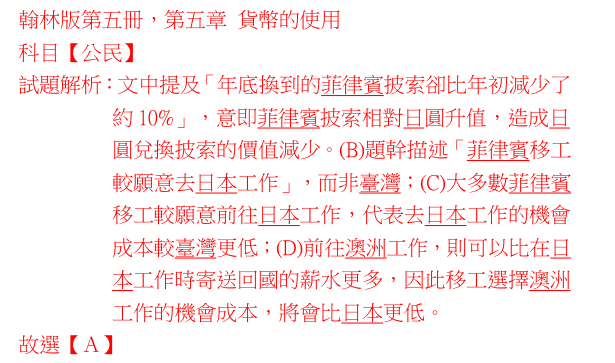 翰林版第五冊，第五章 貨幣的使用
科目【公民】
試題解析：文中提及「年底換到的菲律賓披索卻比年初減少了
約 10%」，意即菲律賓披索相對日圓升值，造成日
圓兌換披索的價值減少。(B)題幹描述「菲律賓移工
較願意去日本工作」，而非臺灣；(C)大多數菲律賓
移工較願意前往日本工作，代表去日本工作的機會
成本較臺灣更低；(D)前往澳洲工作，則可以比在日
本工作時寄送回國的薪水更多，因此移工選擇澳洲
工作的機會成本，將會比日本更低。
故選【A】